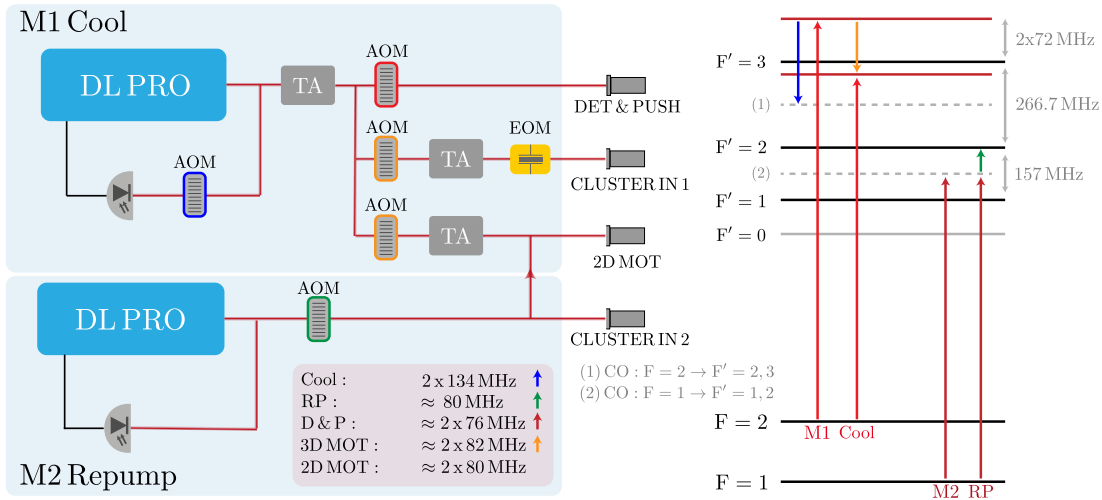 M1 Cool
DL PRO
TA
AOM
AOM
DET & PUSH
AOM
TA
EOM
CLUSTER IN 1
AOM
TA
2D MOT
DL PRO
AOM
CLUSTER IN 2
M2 Repump
Cool : 2 x 134 MHz
RP : ≈ 80 MHz
D & P : ≈ 2 x 76 MHz
3D MOT : ≈ 2 x 82 MHz
2D MOT : ≈ 2 x 80 MHz
(1) CO : F = 2 → F′ = 2, 3
(2) CO : F = 1 → F′ = 1, 2
2x72 MHz
F′ = 3
(1)
266.7 MHz
F′ = 2
(2)
157 MHz
F′ = 1
F′ = 0
F = 2
M1 Cool
F = 1
M2 RP